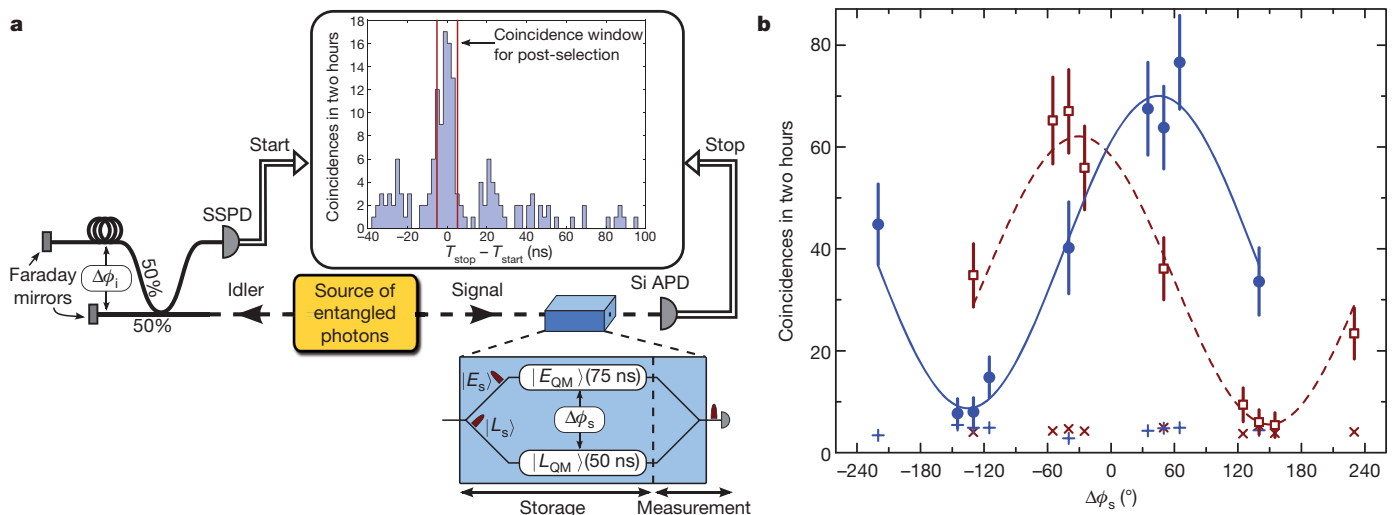 a
18
16
14
12
10
8
6
4
2
0
Coincidences in two hours
Coincidence window
for post-selection
−40
−20
0
20
40
60
80
100
T_stop − T_start (ns)
Start
Stop
SSPD
Si APD
Faraday
mirrors
Δϕ_i
50%
50%
Idler
Source of
entangled
photons
Signal
|E_s⟩
|E_QM⟩(75 ns)
Δϕ_s
|L_s⟩
|L_QM⟩(50 ns)
Storage
Measurement
b
80
60
40
20
0
Coincidences in two hours
−240
−180
−120
−60
0
60
120
180
240
Δϕ_s (°)